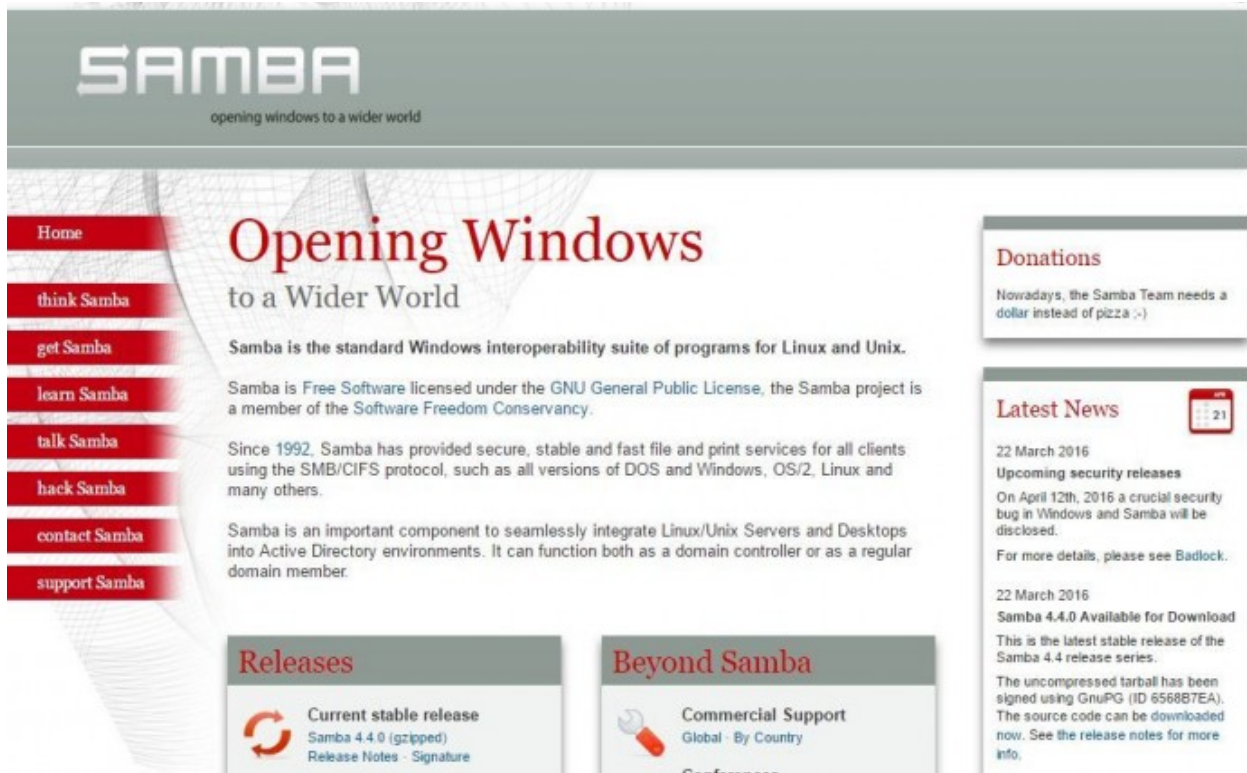 SAMBA
opening windows to a wider world
Home
think Samba
get Samba
learn Samba
talk Samba
hack Samba
contact Samba
support Samba
Opening Windows
to a Wider World
Samba is the standard Windows interoperability suite of programs for Linux and Unix.
Samba is Free Software licensed under the GNU General Public License, the Samba project is
a member of the Software Freedom Conservancy.
Since 1992, Samba has provided secure, stable and fast file and print services for all clients
using the SMB/CIFS protocol, such as all versions of DOS and Windows, OS/2, Linux and
many others.
Samba is an important component to seamlessly integrate Linux/Unix Servers and Desktops
into Active Directory environments. It can function both as a domain controller or as a regular
domain member.
Releases
Current stable release
Samba 4.4.0 (gzipped)
Release Notes · Signature
Beyond Samba
Commercial Support
Global · By Country
Conferences
Donations
Nowadays, the Samba Team needs a
dollar instead of pizza ;-)
Latest News
APR
21
22 March 2016
Upcoming security releases
On April 12th, 2016 a crucial security
bug in Windows and Samba will be
disclosed.
For more details, please see Badlock.
22 March 2016
Samba 4.4.0 Available for Download
This is the latest stable release of the
Samba 4.4 release series.
The uncompressed tarball has been
signed using GnuPG (ID 6568B7EA).
The source code can be downloaded
now. See the release notes for more
info.